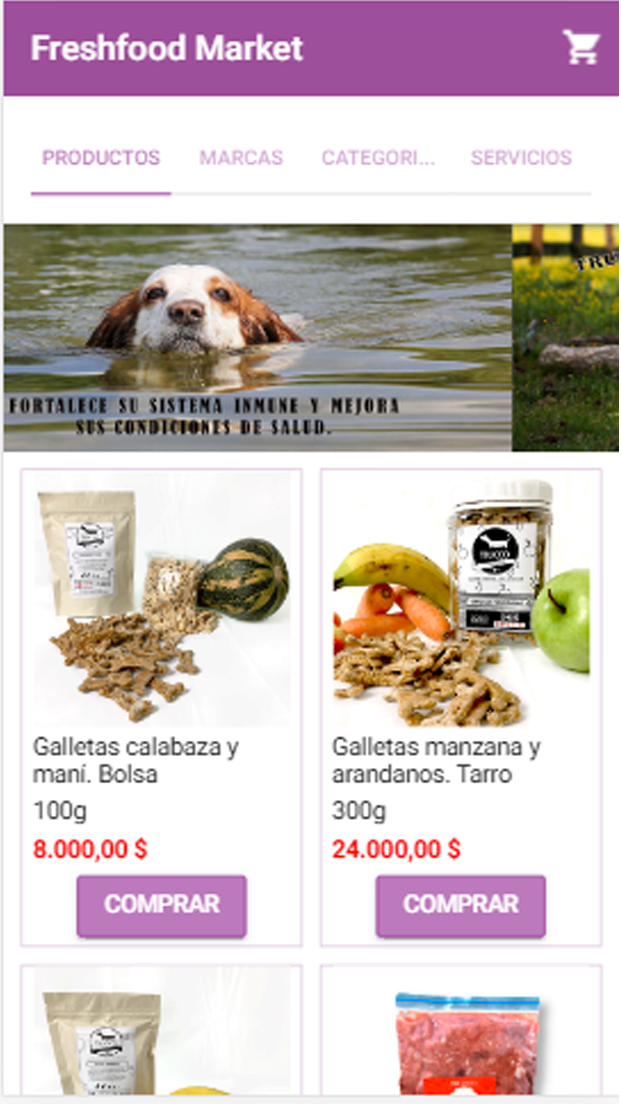 Freshfood Market
PRODUCTOS MARCAS CATEGORI... SERVICIOS
TRU
FORTALECE SU SISTEMA INMUNE Y MEJORA
SUS CONDICIONES DE SALUD.
Galletas calabaza y
maní. Bolsa
100g
8.000,00 $
COMPRAR
Galletas manzana y
arandanos. Tarro
300g
24.000,00 $
COMPRAR